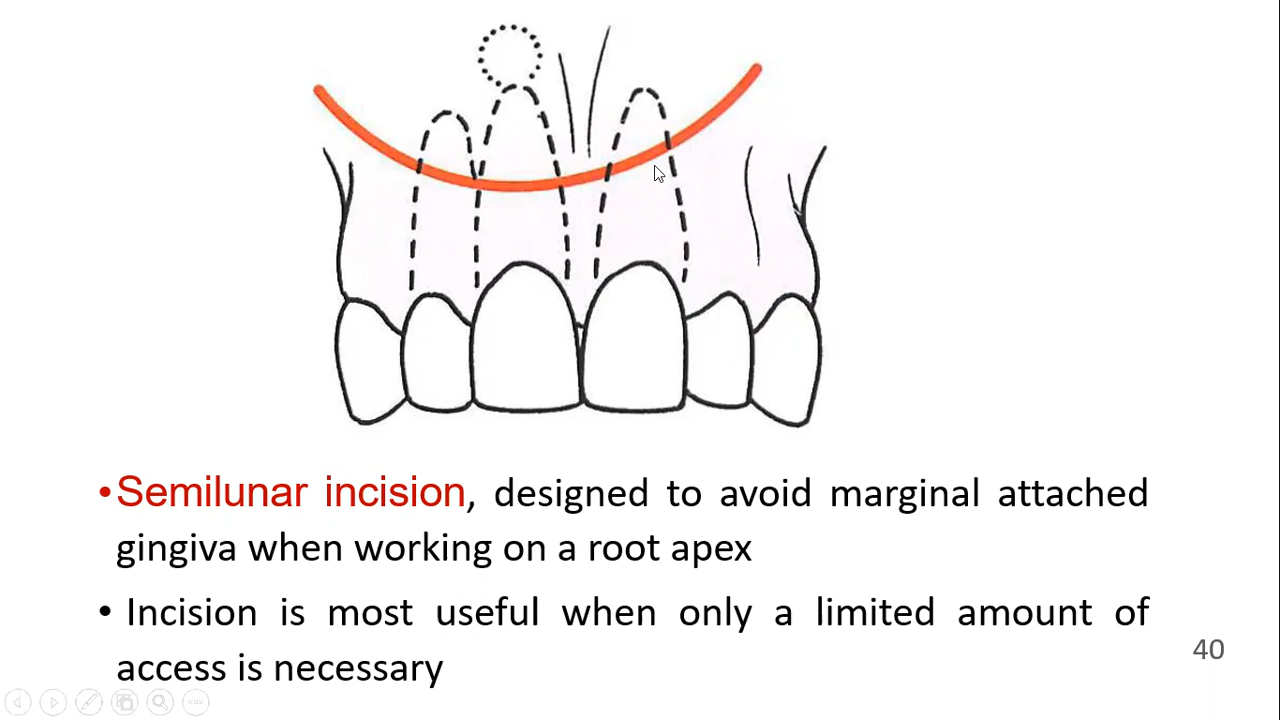 •Semilunar incision, designed to avoid marginal attached
gingiva when working on a root apex
• Incision is most useful when only a limited amount of
access is necessary
40